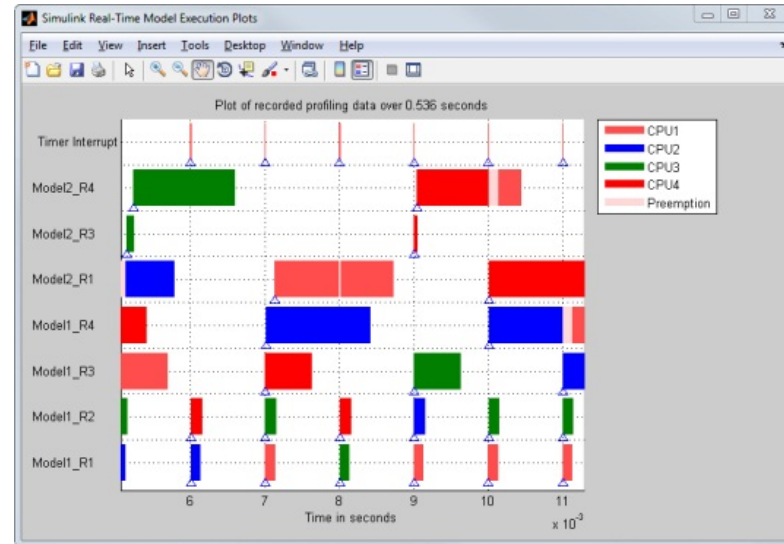 Simulink Real-Time Model Execution Plots
File Edit View Insert Tools Desktop Window Help
Plot of recorded profiling data over 0.536 seconds
Timer Interrupt
Model2_R4
Model2_R3
Model2_R1
Model1_R4
Model1_R3
Model1_R2
Model1_R1
CPU1
CPU2
CPU3
CPU4
Preemption
6 7 8 9 10 11
Time in seconds
x 10⁻³